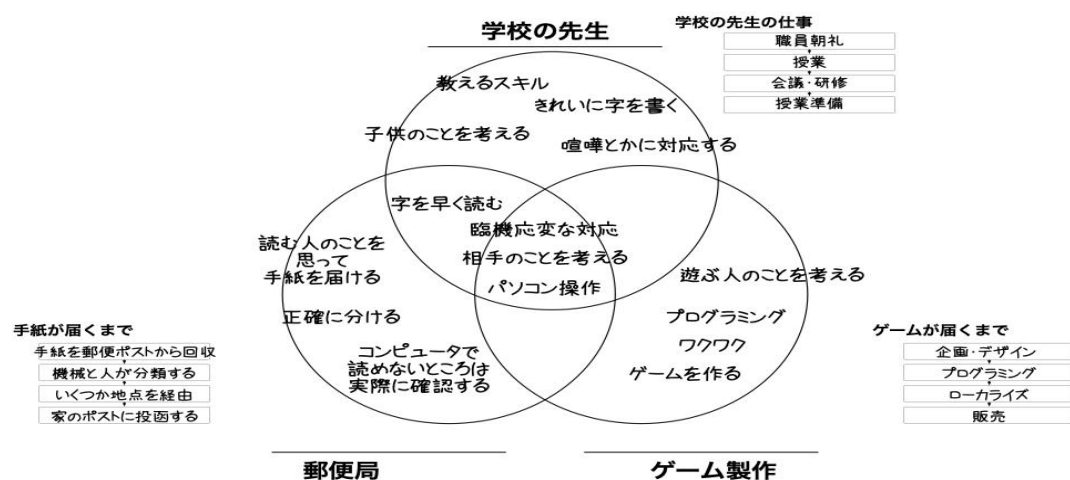 学校の先生
学校の先生の仕事
職員朝礼
授業
会議・研修
授業準備
教えるスキル
きれいに字を書く
子供のことを考える
喧嘩とかに対応する
字を早く読む
臨機応変な対応
相手のことを考える
パソコン操作
読む人のことを
思って
手紙を届ける
正確に分ける
コンピュータで
読めないところは
実際に確認する
遊ぶ人のことを考える
プログラミング
ワクワク
ゲームを作る
手紙が届くまで
手紙を郵便ポストから回収
機械と人が分類する
いくつか地点を経由
家のポストに投函する
ゲームが届くまで
企画・デザイン
プログラミング
ローカライズ
販売
郵便局
ゲーム製作